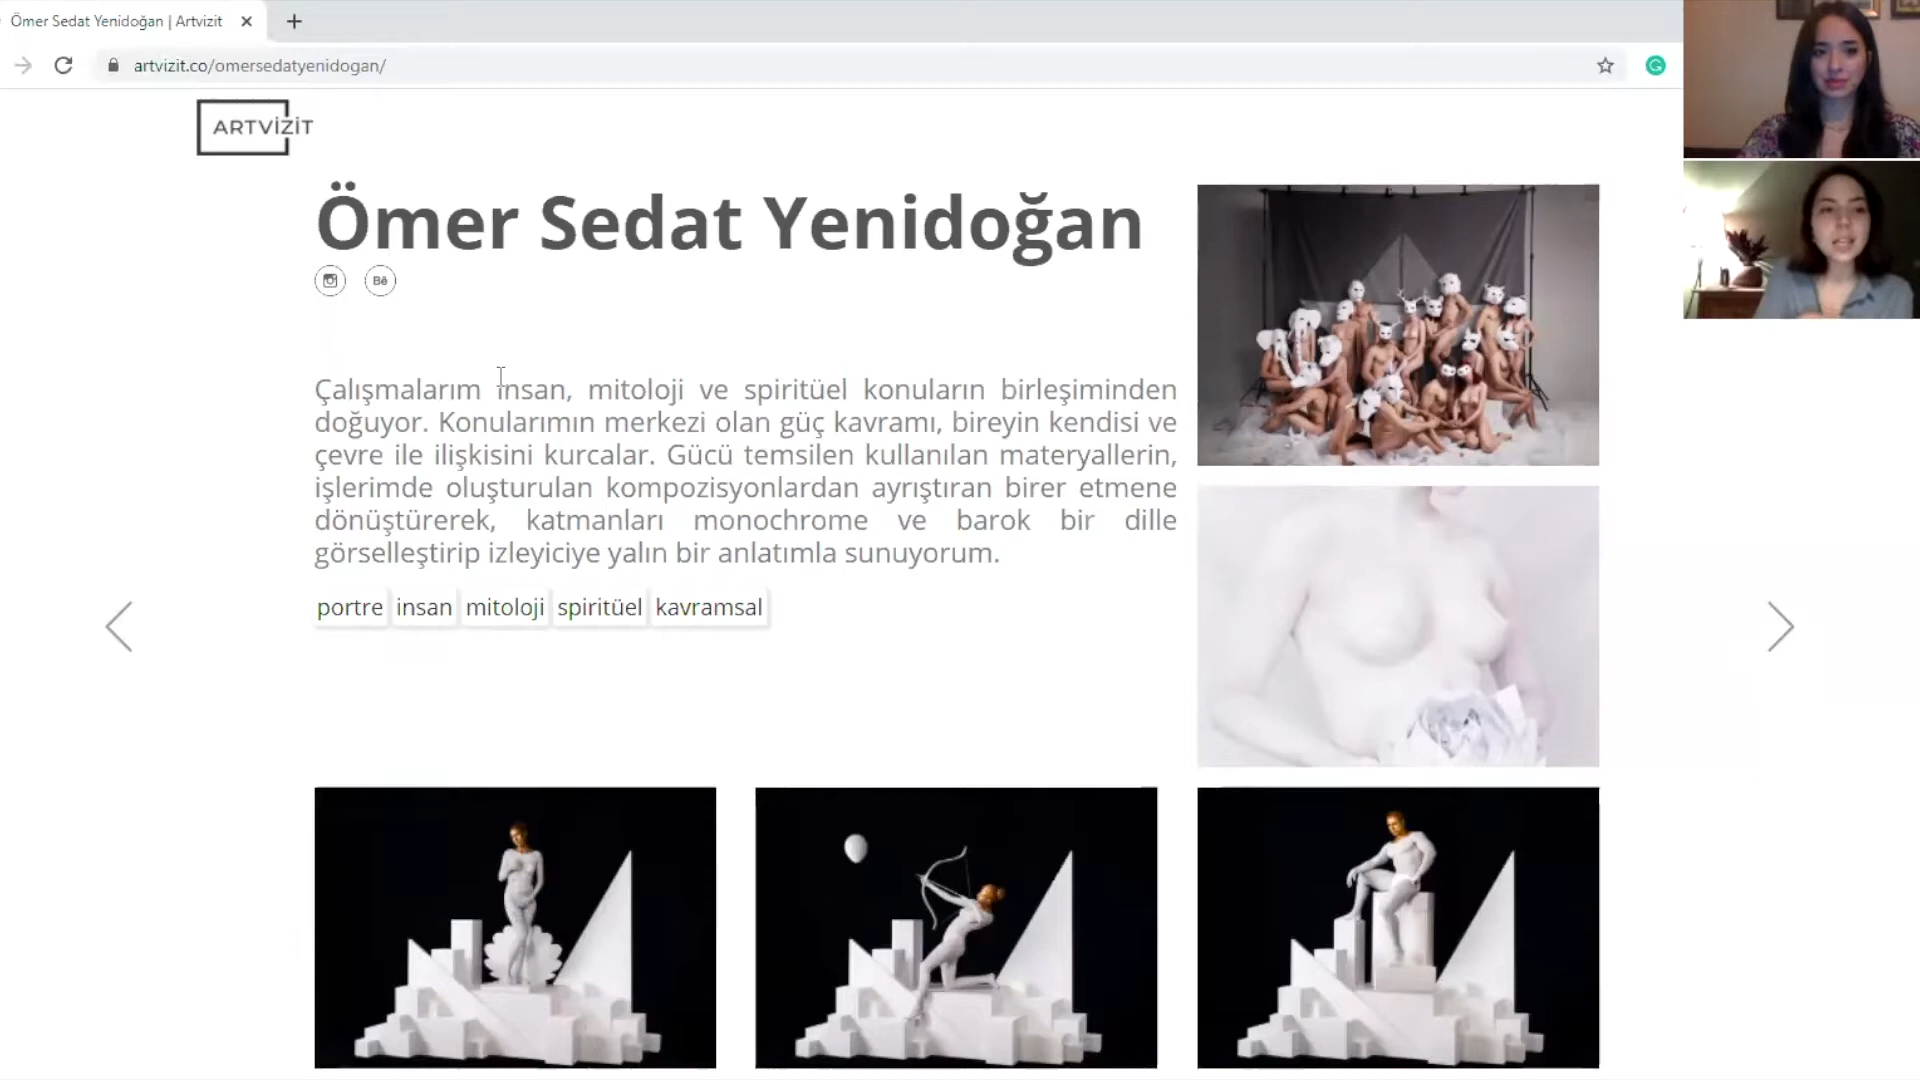 Ömer Sedat Yenidoğan | Artvizit
artvizit.co/omersedatyenidogan/
ARTVİZİT
Ömer Sedat Yenidoğan
Bē
Çalışmalarım insan, mitoloji ve spiritüel konuların birleşiminden
doğuyor. Konularımın merkezi olan güç kavramı, bireyin kendisi ve
çevre ile ilişkisini kurcalar. Gücü temsilen kullanılan materyallerin,
işlerimde oluşturulan kompozisyonlardan ayrıştıran birer etmene
dönüştürerek, katmanları monochrome ve barok bir dille
görselleştirip izleyiciye yalın bir anlatımla sunuyorum.
portre insan mitoloji spiritüel kavramsal